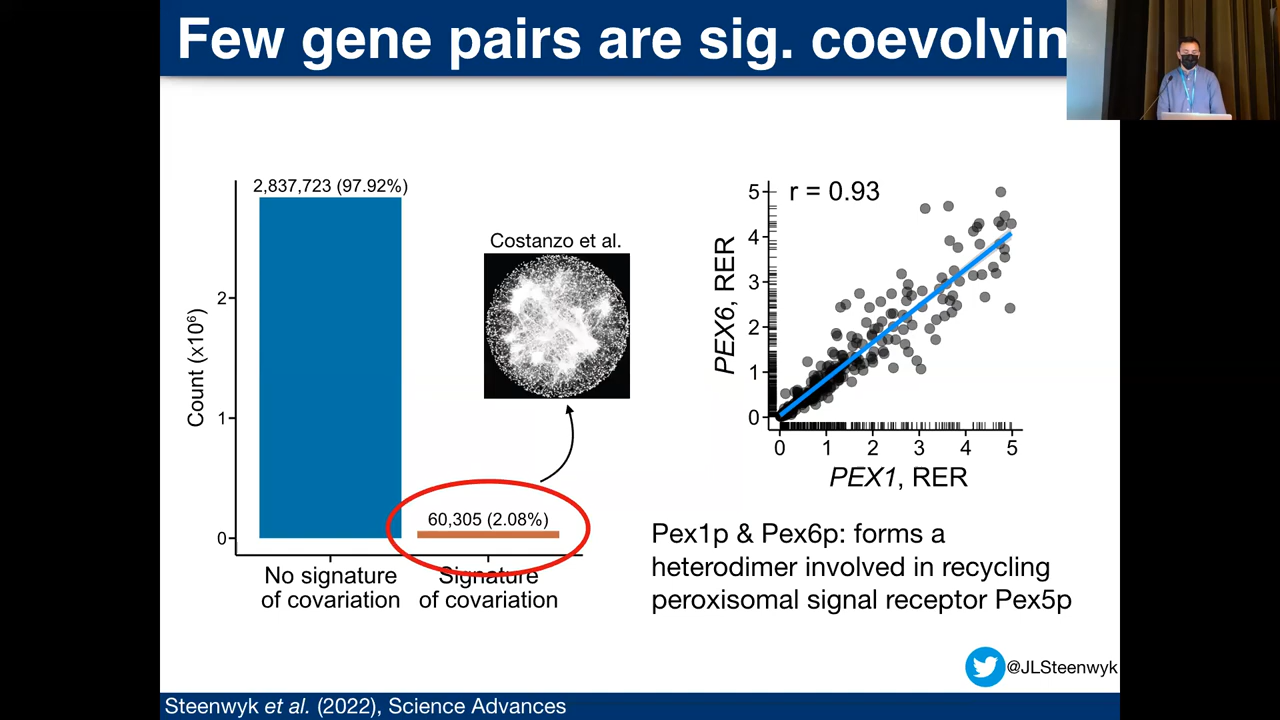 Few gene pairs are sig. coevolvin
2,837,723 (97.92%)
Costanzo et al.
60,305 (2.08%)
Count (x10⁶)
2
1
0
No signature
of covariation
Signature
of covariation
r = 0.93
PEX6, RER
5
4
3
2
1
0
0 1 2 3 4 5
PEX1, RER
Pex1p & Pex6p: forms a
heterodimer involved in recycling
peroxisomal signal receptor Pex5p
@JLSteenwyk
Steenwyk et al. (2022), Science Advances